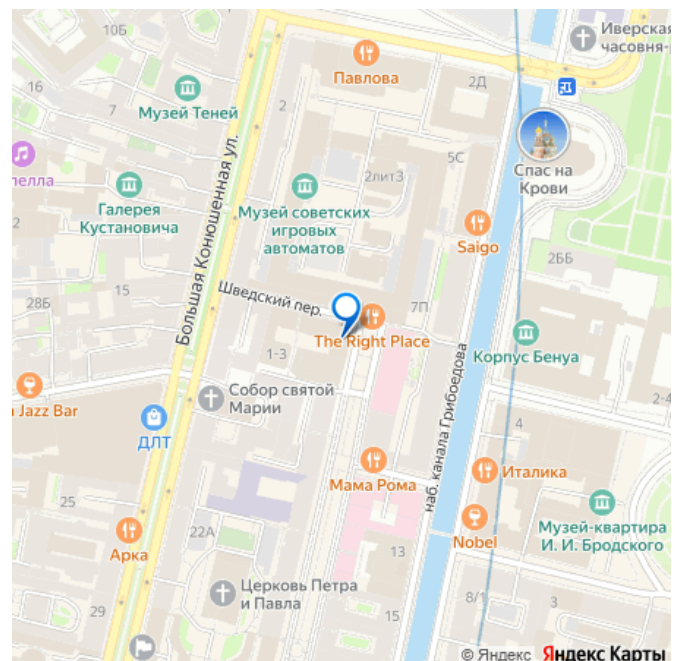 Иверская
часовня-
16
10
Павлова
2Д
7
Музей Теней
2
5С
Спас на
Крови
2лит3
пелла
Галерея
Кустановича
Музей советских
игровых
автоматов
Saigo
2ББ
Большая Конюшенная ул.
15
28Б
Шведский пер.
7П
The Right Place
Корпус Бенуа
1-3
2-4
Собор святой
Марии
Jazz Bar
ДЛТ
наб. канала Грибоедова
4
Мама Рома
Италика
25
Nobel
Музей-квартира
И. И. Бродского
22А
Арка
13
Церковь Петра
и Павла
8/1
3
29
15
© Яндекс Яндекс Карты